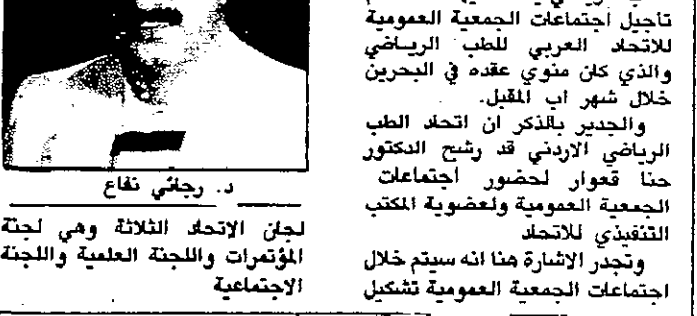 تأجيل اجتماعات الجمعية العمومية
للاتحاد العربي للطب الرياضي
والذي كان منوي عقده في البحرين
خلال شهر اب المقبل.
والجدير بالذكر ان اتحاد الطب
الرياضي الاردني قد رشح الدكتور
حنا قعوار لحضور اجتماعات
الجمعية العمومية ولعضوية المكتب
التنفيذي للاتحاد
وتجدر الاشارة هنا انه سيتم خلال
اجتماعات الجمعية العمومية تشكيل
د. رجائي نفاع
لجان الإتحاد الثلاثة وهي لجنة
المؤتمرات واللجنة العلمية واللجنة
الاجتماعية